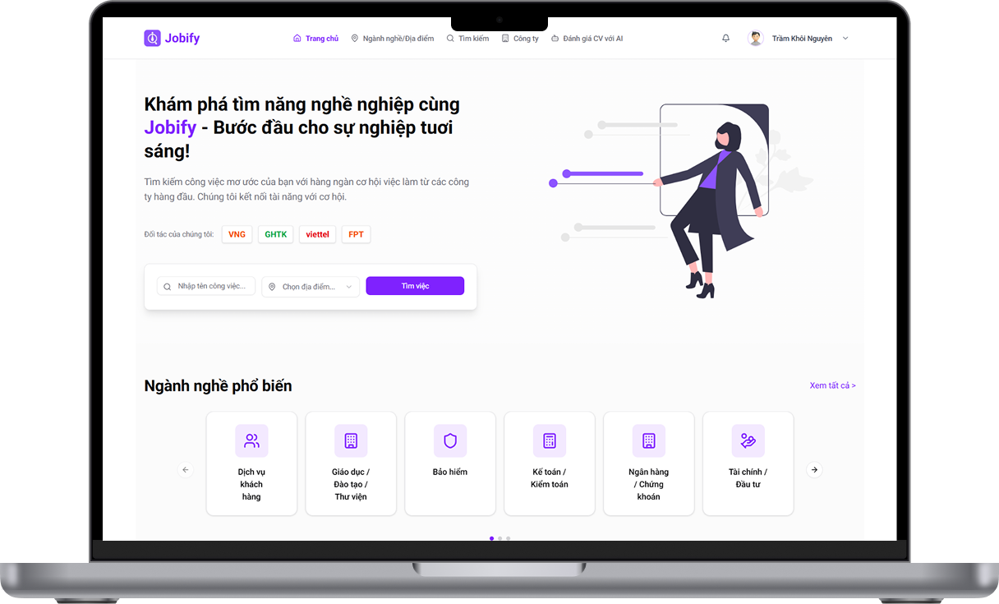 Jobify
Trang chủ
Ngành nghề/Địa điểm
Tìm kiếm
Công ty
Đánh giá CV với AI
Trầm Khôi Nguyên
Khám phá tìm năng nghề nghiệp cùng
Jobify - Bước đầu cho sự nghiệp tươi
sáng!
Tìm kiếm công việc mơ ước của bạn với hàng ngàn cơ hội việc làm từ các công
ty hàng đầu. Chúng tôi kết nối tài năng với cơ hội.
Đối tác của chúng tôi:
VNG
GHTK
viettel
FPT
Nhập tên công việc...
Chọn địa điểm...
Tìm việc
Ngành nghề phổ biến
Xem tất cả >
Dịch vụ
khách
hàng
Giáo dục /
Đào tạo /
Thư viện
Bảo hiểm
Kế toán /
Kiểm toán
Ngân hàng
/ Chứng
khoán
Tài chính /
Đầu tư